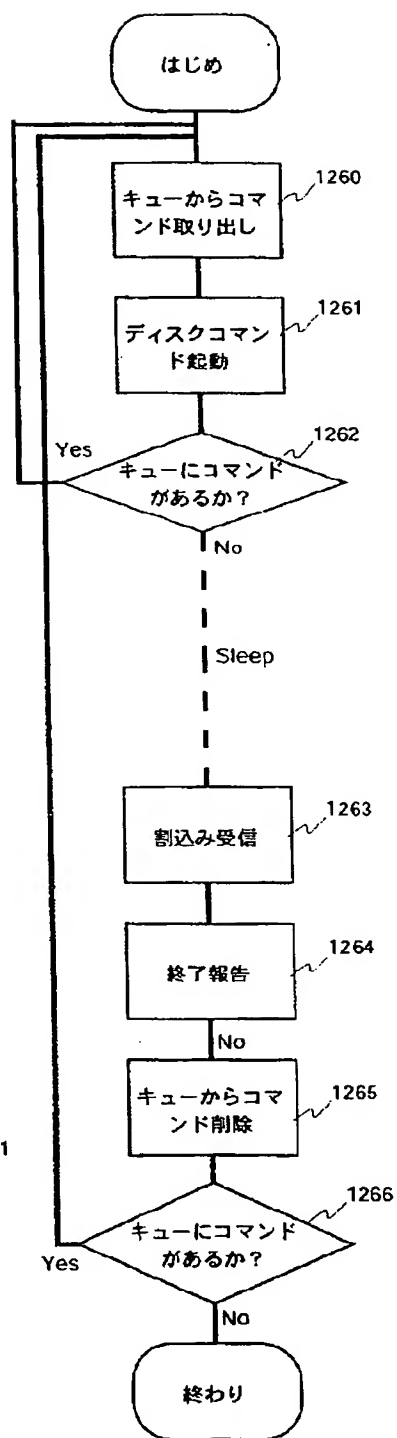 はじめ
1260
キューからコマ
ンド取り出し
1261
ディスクコマン
ド起動
1262
Yes
キューにコマンド
があるか？
No
Sleep
1263
割込み受信
1264
終了報告
No
1265
キューからコマ
ンド削除
1
1266
キューにコマンド
があるか？
Yes
No
終わり